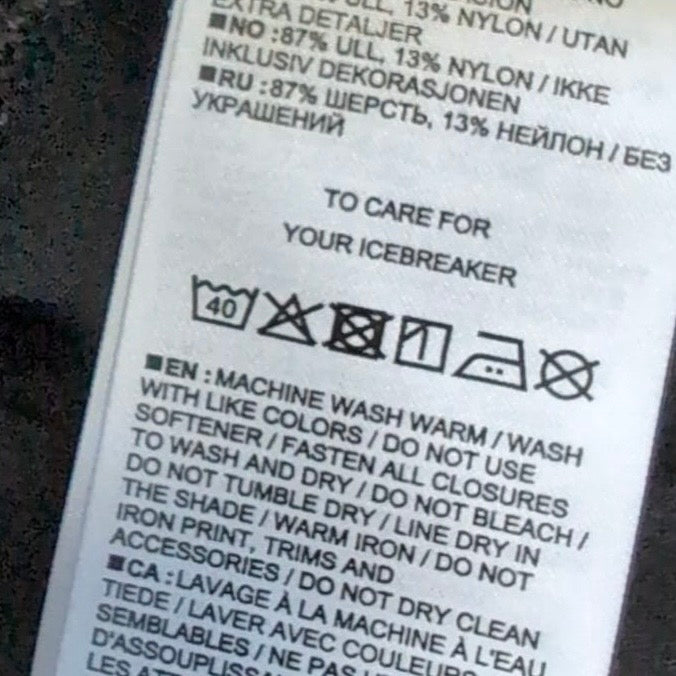 ULL, 13% NYLON / UTAN
EXTRA DETALJER
■NO :87% ULL, 13% NYLON / IKKE
INKLUSIV DEKORASJONEN
■RU :87% ШЕРСТЬ, 13% НЕЙЛОН / БЕЗ
УКРАШЕНИЙ
TO CARE FOR
YOUR ICEBREAKER
40
■EN :MACHINE WASH WARM / WASH
WITH LIKE COLORS / DO NOT USE
SOFTENER / FASTEN ALL CLOSURES
TO WASH AND DRY / DO NOT BLEACH /
DO NOT TUMBLE DRY / LINE DRY IN
THE SHADE / WARM IRON / DO NOT
IRON PRINT, TRIMS AND
ACCESSORIES / DO NOT DRY CLEAN
■CA :LAVAGE À LA MACHINE À L'EAU
TIEDE / LAVER AVEC COULEURS
SEMBLABLES / NE PAS
D'ASSOUPLISSA
LES